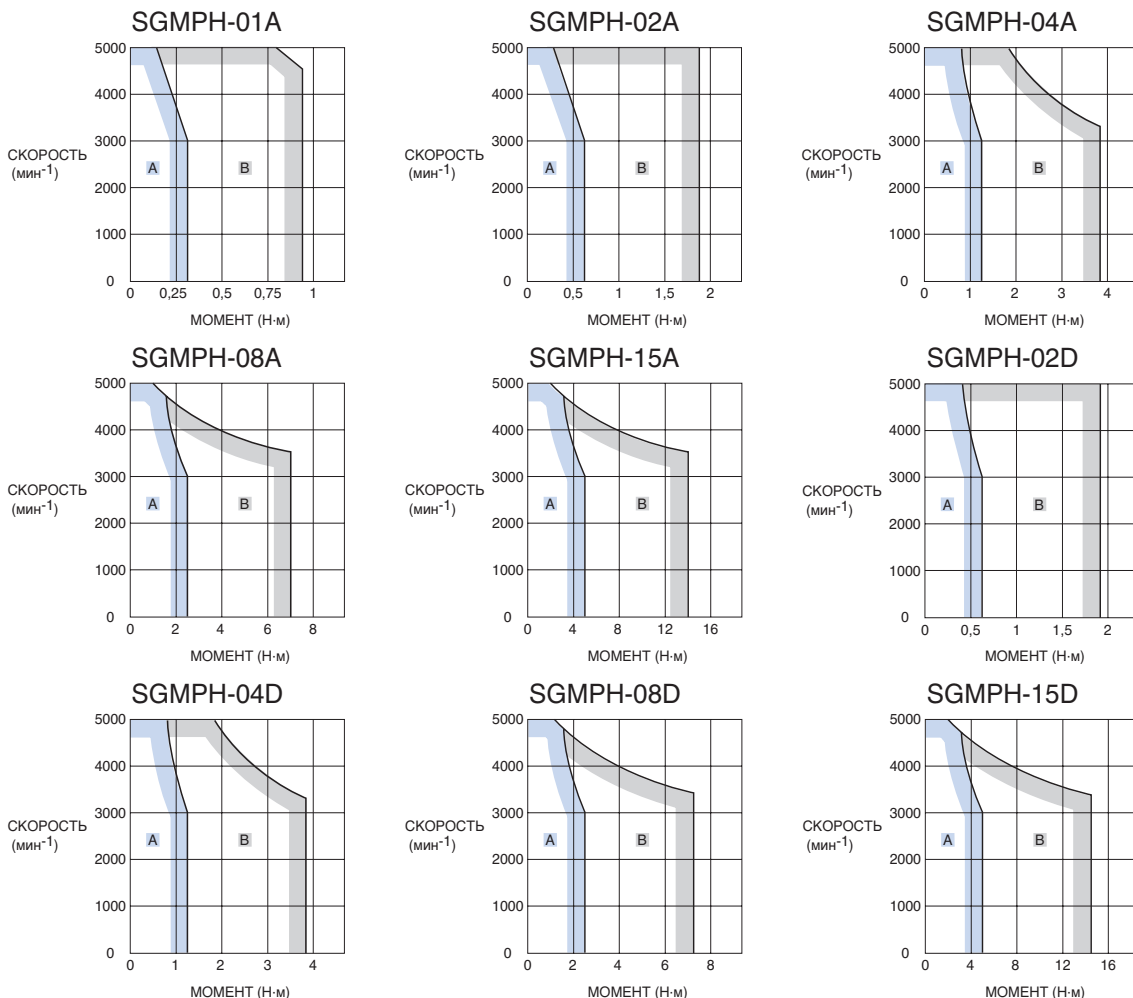 SGMPH-01A
5000
4000
СКОРОСТЬ
(мин-1)
3000
A
B
2000
1000
0
0 0,25 0,5 0,75 1
МОМЕНТ (Н·м)
SGMPH-02A
5000
4000
СКОРОСТЬ
(мин-1)
3000
A
B
2000
1000
0
0 0,5 1 1,5 2
МОМЕНТ (Н·м)
SGMPH-04A
5000
4000
СКОРОСТЬ
(мин-1)
3000
A
B
2000
1000
0
0 1 2 3 4
МОМЕНТ (Н·м)
SGMPH-08A
5000
4000
3000
СКОРОСТЬ
(мин-1)
A
B
2000
1000
0
0 2 4 6 8
МОМЕНТ (Н·м)
SGMPH-15A
5000
4000
3000
СКОРОСТЬ
(мин-1)
A
B
2000
1000
0
0 4 8 12 16
МОМЕНТ (Н·м)
SGMPH-02D
5000
4000
3000
СКОРОСТЬ
(мин-1)
A
B
2000
1000
0
0 0,5 1 1,5 2
МОМЕНТ (Н·м)
SGMPH-04D
5000
4000
3000
СКОРОСТЬ
(мин-1)
A
B
2000
1000
0
0 1 2 3 4
МОМЕНТ (Н·м)
SGMPH-08D
5000
4000
3000
СКОРОСТЬ
(мин-1)
A
B
2000
1000
0
0 2 4 6 8
МОМЕНТ (Н·м)
SGMPH-15D
5000
4000
3000
СКОРОСТЬ
(мин-1)
A
B
2000
1000
0
0 4 8 12 16
МОМЕНТ (Н·м)